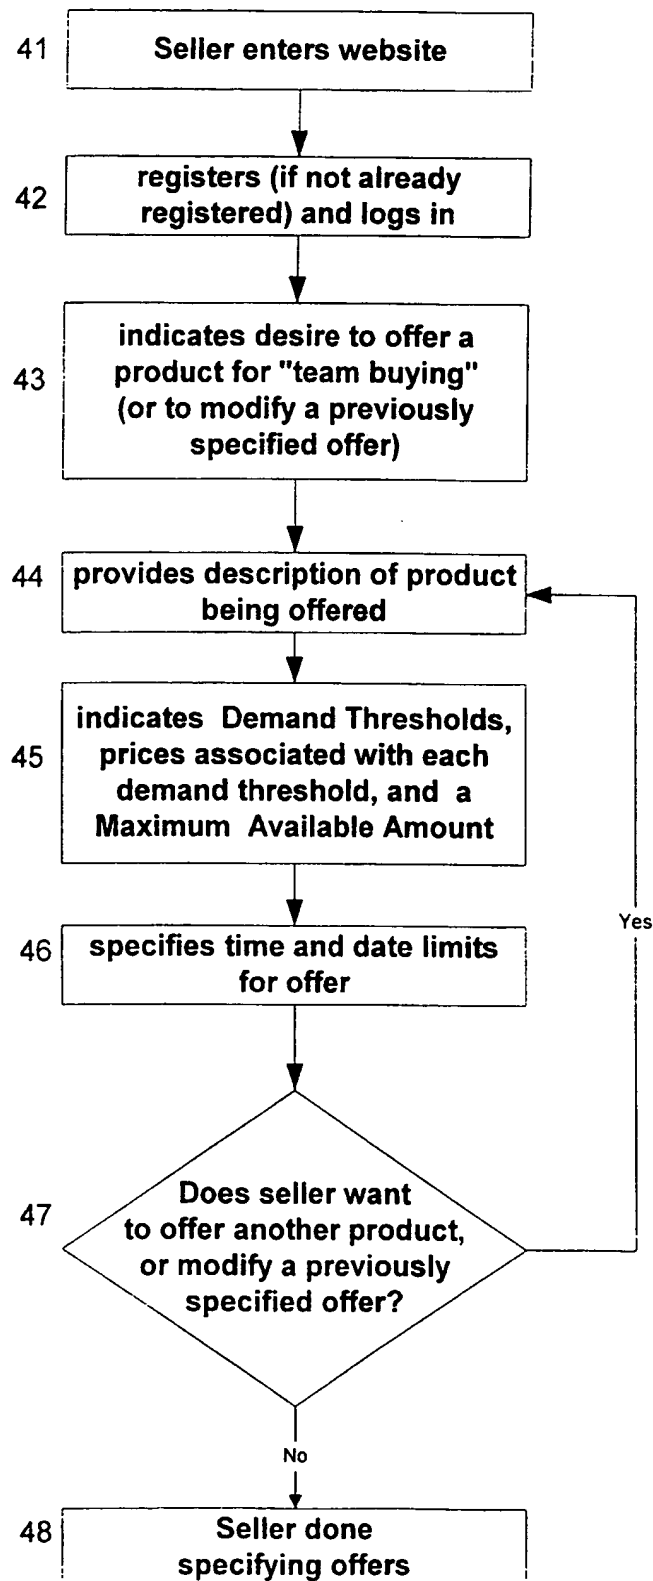 41
Seller enters website
42
registers (if not already
registered) and logs in
43
indicates desire to offer a
product for "team buying"
(or to modify a previously
specified offer)
44
provides description of product
being offered
45
indicates Demand Thresholds,
prices associated with each
demand threshold, and a
Maximum Available Amount
46
specifies time and date limits
for offer
Yes
47
Does seller want
to offer another product,
or modify a previously
specified offer?
No
48
Seller done
specifying offers